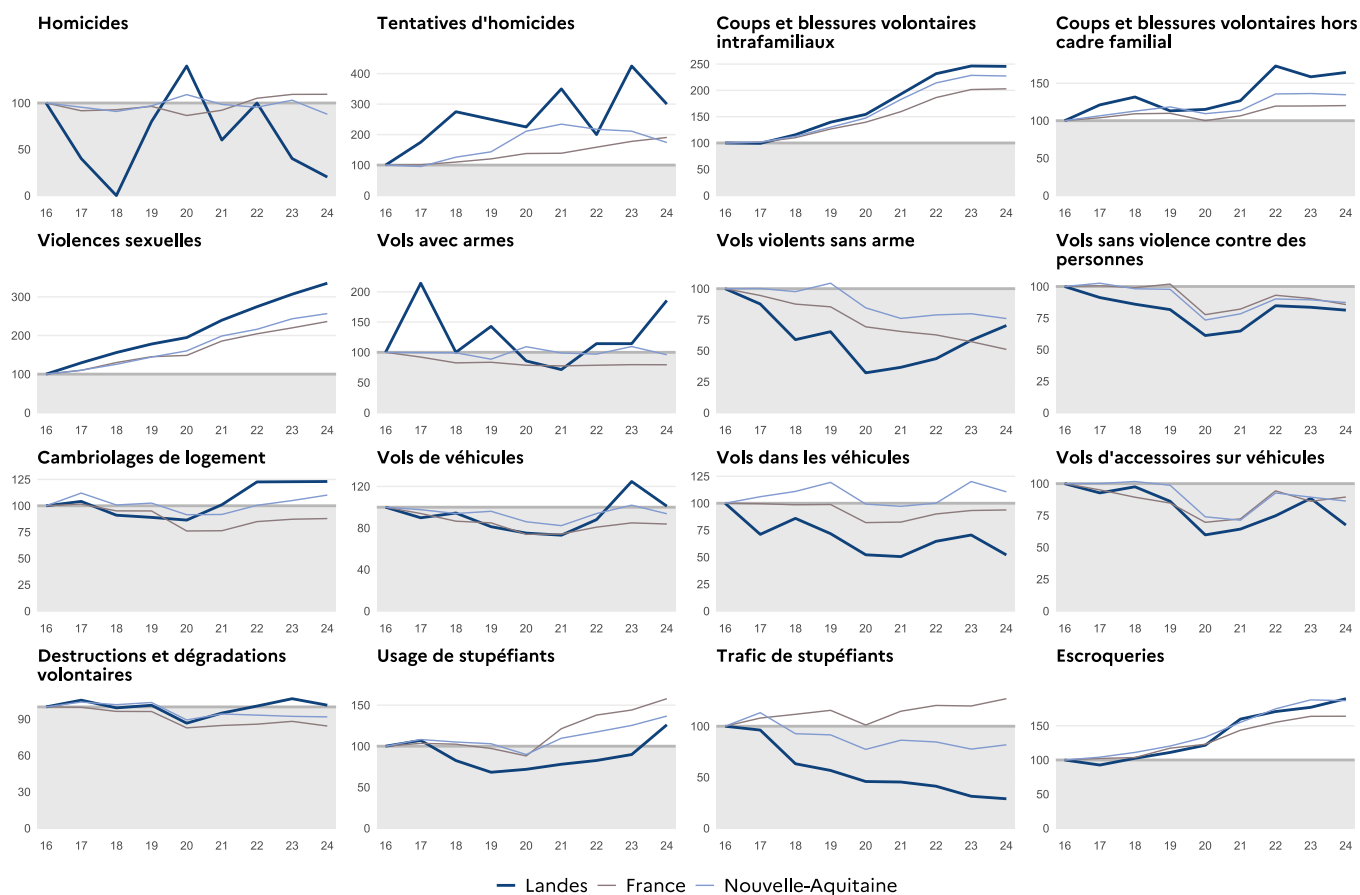 Homicides
100
50
0
16 17 18 19 20 21 22 23 24
Tentatives d'homicides
400
300
200
100
0
16 17 18 19 20 21 22 23 24
Coups et blessures volontaires
intrafamiliaux
250
200
150
100
50
0
16 17 18 19 20 21 22 23 24
Coups et blessures volontaires hors
cadre familial
150
100
50
0
16 17 18 19 20 21 22 23 24
Violences sexuelles
300
200
100
0
16 17 18 19 20 21 22 23 24
Vols avec armes
200
150
100
50
0
16 17 18 19 20 21 22 23 24
Vols violents sans arme
100
75
50
25
0
16 17 18 19 20 21 22 23 24
Vols sans violence contre des
personnes
100
75
50
25
0
16 17 18 19 20 21 22 23 24
Cambriolages de logement
125
100
75
50
25
0
16 17 18 19 20 21 22 23 24
Vols de véhicules
120
80
40
0
16 17 18 19 20 21 22 23 24
Vols dans les véhicules
125
100
75
50
25
0
16 17 18 19 20 21 22 23 24
Vols d'accessoires sur véhicules
100
75
50
25
0
16 17 18 19 20 21 22 23 24
Destructions et dégradations
volontaires
90
60
30
0
16 17 18 19 20 21 22 23 24
Usage de stupéfiants
150
100
50
0
16 17 18 19 20 21 22 23 24
Trafic de stupéfiants
100
50
0
16 17 18 19 20 21 22 23 24
Escroqueries
150
100
50
0
16 17 18 19 20 21 22 23 24
Landes France Nouvelle-Aquitaine